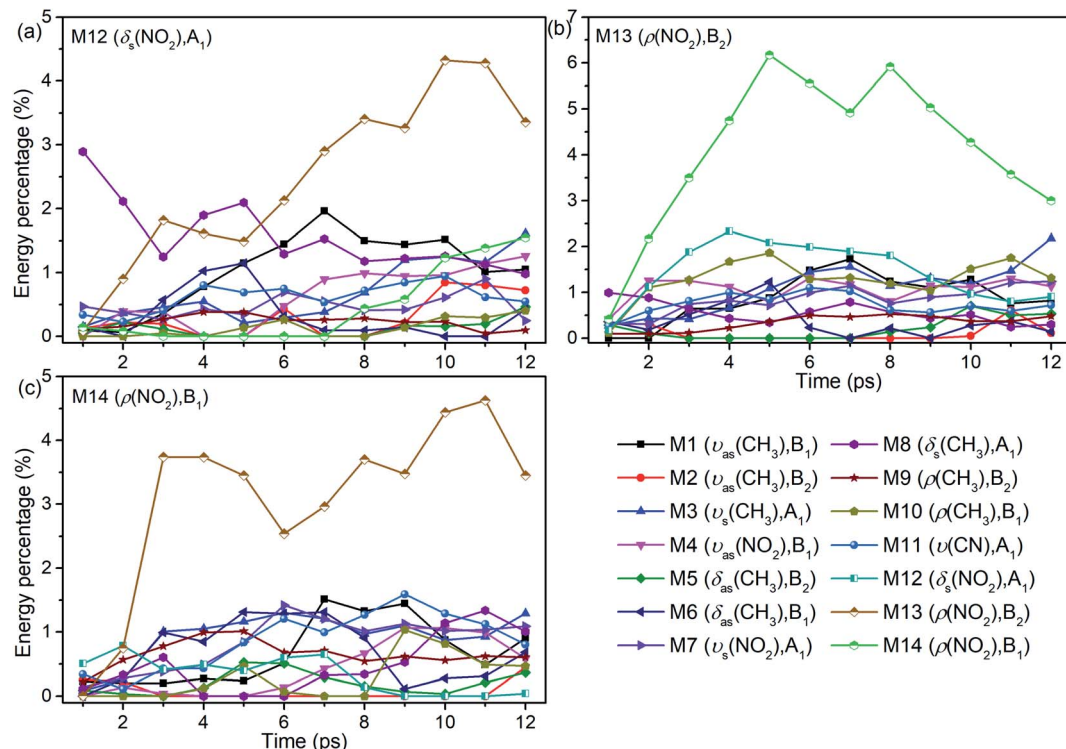 (a)
M12 (δₛ(NO₂),A₁)
Energy percentage (%)
5
4
3
2
1
0
2 4 6 8 10 12
(b)
M13 (ρ(NO₂),B₂)
Energy percentage (%)
7
6
5
4
3
2
1
0
2 4 6 8 10 12
Time (ps)
(c)
M14 (ρ(NO₂),B₁)
Energy percentage (%)
5
4
3
2
1
0
2 4 6 8 10 12
Time (ps)
M1 (υₐₛ(CH₃),B₁)
M2 (υₐₛ(CH₃),B₂)
M3 (υₛ(CH₃),A₁)
M4 (υₐₛ(NO₂),B₁)
M5 (δₐₛ(CH₃),B₂)
M6 (δₐₛ(CH₃),B₁)
M7 (υₛ(NO₂),A₁)
M8 (δₛ(CH₃),A₁)
M9 (ρ(CH₃),B₂)
M10 (ρ(CH₃),B₁)
M11 (υ(CN),A₁)
M12 (δₛ(NO₂),A₁)
M13 (ρ(NO₂),B₂)
M14 (ρ(NO₂),B₁)